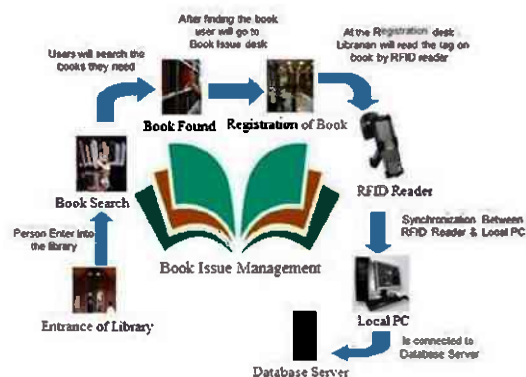 After finding the book
user will go to
Book Issue desk
Users will search the
books they need
At the Registration desk
Librarian will read the tag on
book by RFID reader
Book Found
Registration of Book
Book Search
RFID Reader
Person Enter into
the library
Synchronization Between
RFID Reader & Local PC
Book Issue Management
Entrance of Library
Local PC
Is connected to
Database Server
Database Server